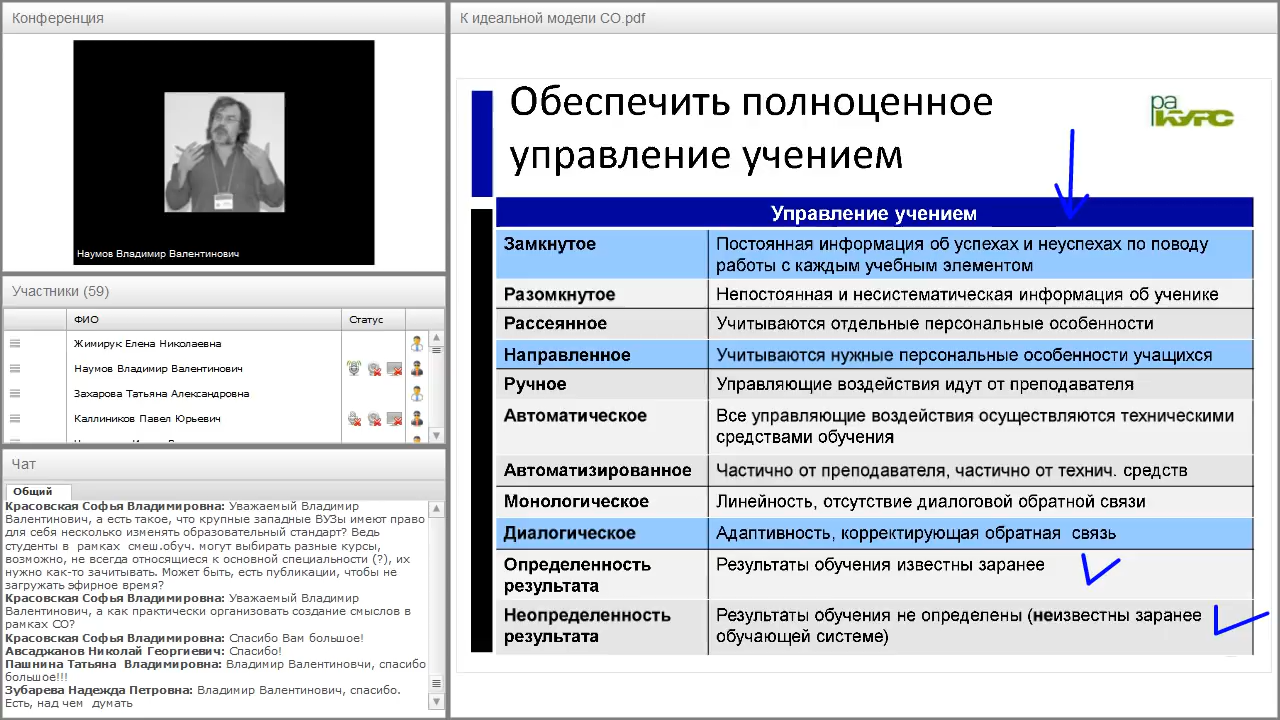 Конференция
Наумов Владимир Валентинович
Участники (59)
ФИО
Статус
Жимирук Елена Николаевна
Наумов Владимир Валентинович
Захарова Татьяна Александровна
Каллиников Павел Юрьевич
Чат
Общий
Красовская Софья Владимировна: Уважаемый Владимир
Валентинович, а есть такое, что крупные западные ВУЗы имеют право
для себя несколько изменять образовательный стандарт? Ведь
студенты в рамках смеш.обуч. могут выбирать разные курсы,
возможно, не всегда относящиеся к основной специальности (?), их
нужно как-то зачитывать. Может быть, есть публикации, чтобы не
загружать эфирное время?
Красовская Софья Владимировна: Уважаемый Владимир
Валентинович, а как практически организовать создание смыслов в
рамках СО?
Красовская Софья Владимировна: Спасибо Вам большое!
Авсаджанов Николай Георгиевич: Спасибо!
Пашнина Татьяна Владимировна: Владимир Валентиновчи, спасибо
большое!!!
Зубарева Надежда Петровна: Владимир Валентинович, спасибо.
Есть, над чем думать
К идеальной модели СО.pdf
Обеспечить полноценное
управление учением
ра
КУРС
Управление учением
Замкнутое
Постоянная информация об успехах и неуспехах по поводу
работы с каждым учебным элементом
Разомкнутое
Непостоянная и несистематическая информация об ученике
Рассеянное
Учитываются отдельные персональные особенности
Направленное
Учитываются нужные персональные особенности учащихся
Ручное
Управляющие воздействия идут от преподавателя
Автоматическое
Все управляющие воздействия осуществляются техническими
средствами обучения
Автоматизированное
Частично от преподавателя, частично от технич. средств
Монологическое
Линейность, отсутствие диалоговой обратной связи
Диалогическое
Адаптивность, корректирующая обратная связь
Определенность
результата
Результаты обучения известны заранее
Неопределенность
результата
Результаты обучения не определены (неизвестны заранее
обучающей системе)